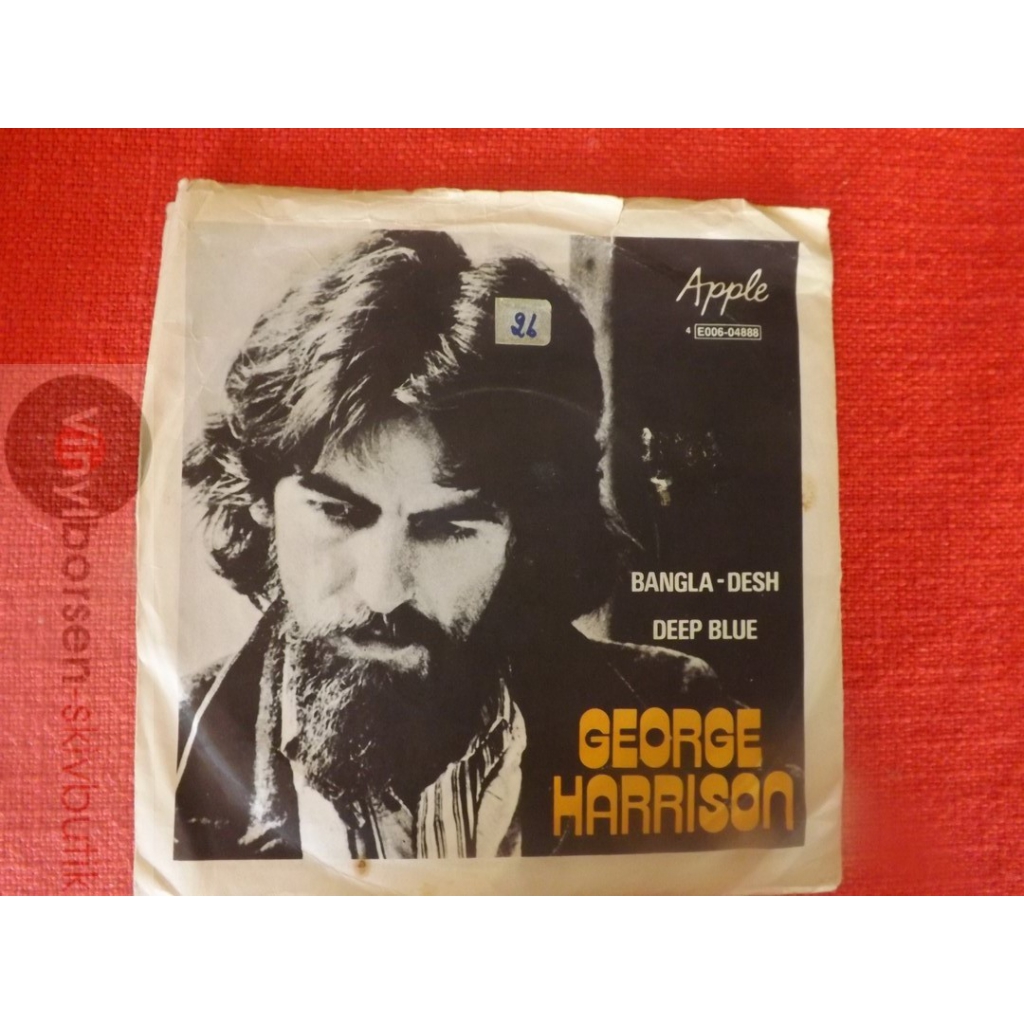 Apple
4 E006-04888
26
BANGLA-DESH
DEEP BLUE
GEORGE
HARRISON
vinylborsen-skivbutik